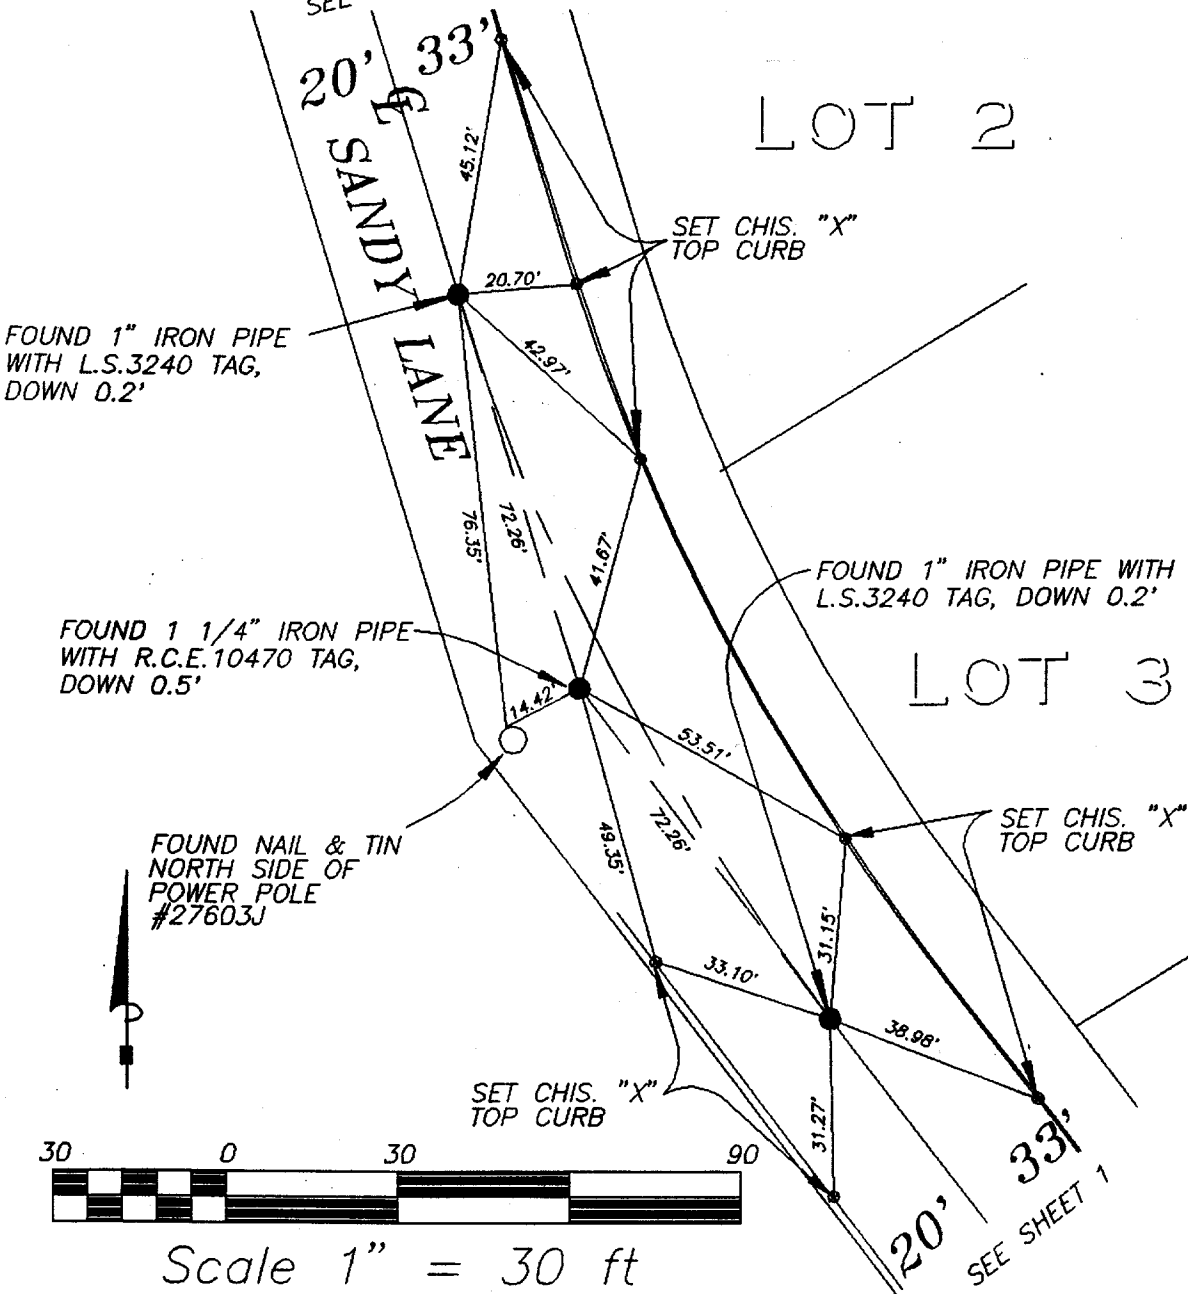 SEE
20' 33'
LOT 2
SANDY LANE
45.12'
SET CHIS. "X"
TOP CURB
20.70'
FOUND 1" IRON PIPE
WITH L.S.3240 TAG,
DOWN 0.2'
42.97'
76.35'
72.26'
41.67'
FOUND 1" IRON PIPE WITH
L.S.3240 TAG, DOWN 0.2'
FOUND 1 1/4" IRON PIPE
WITH R.C.E.10470 TAG,
DOWN 0.5'
LOT 3
14.42'
53.51'
SET CHIS. "X"
TOP CURB
FOUND NAIL & TIN
NORTH SIDE OF
POWER POLE
#27603J
49.35'
72.26'
31.15'
33.10'
38.98'
SET CHIS. "X"
TOP CURB
31.27'
33'
20'
SEE SHEET 1
30 0 30 90
Scale 1" = 30 ft